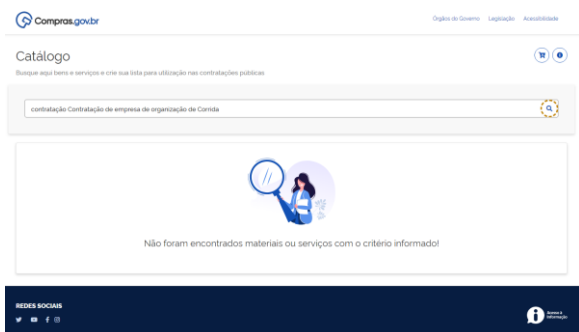 Compras.gov.br
Órgãos do Governo Legislação Acessibilidade
Catálogo
Busque aqui bens e serviços e crie sua lista para utilização nas contratações públicas
contratação Contratação de empresa de organização de Corrida
Não foram encontrados materiais ou serviços com o critério informado!
REDES SOCIAIS
Acesso à
Informação